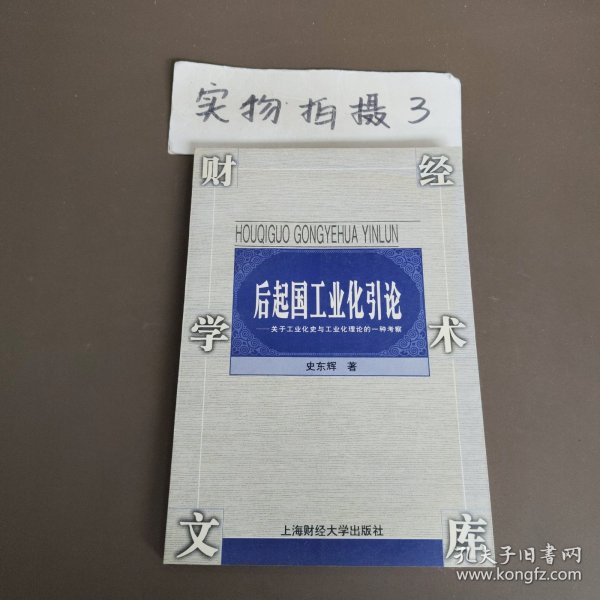 实物拍摄3
财经
HOUQIGUO GONGYEHUA YINLUN
后起国工业化引论
——关于工业化史与工业化理论的一种考察
史东辉 著
学术
上海财经大学出版社
文库
孔夫子旧书网
www.kongfz.com